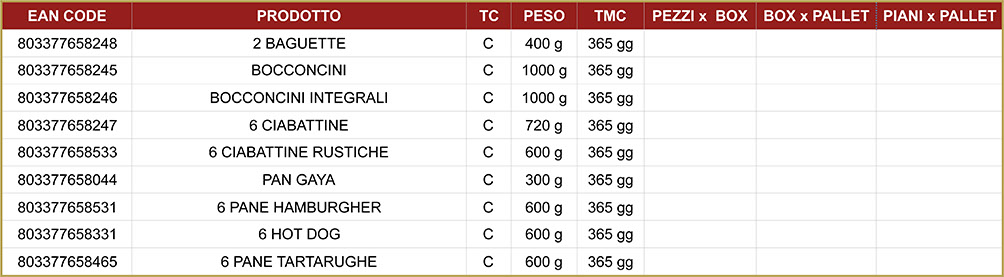 EAN CODE PRODOTTO TC PESO TMC PEZZI x BOX BOX x PALLET PIANI x PALLET
803377658248 2 BAGUETTE C 400 g 365 gg
803377658245 BOCCONCINI C 1000 g 365 gg
803377658246 BOCCONCINI INTEGRALI C 1000 g 365 gg
803377658247 6 CIABATTINE C 720 g 365 gg
803377658533 6 CIABATTINE RUSTICHE C 600 g 365 gg
803377658044 PAN GAYA C 300 g 365 gg
803377658531 6 PANE HAMBURGHER C 600 g 365 gg
803377658331 6 HOT DOG C 600 g 365 gg
803377658465 6 PANE TARTARUGHE C 600 g 365 gg